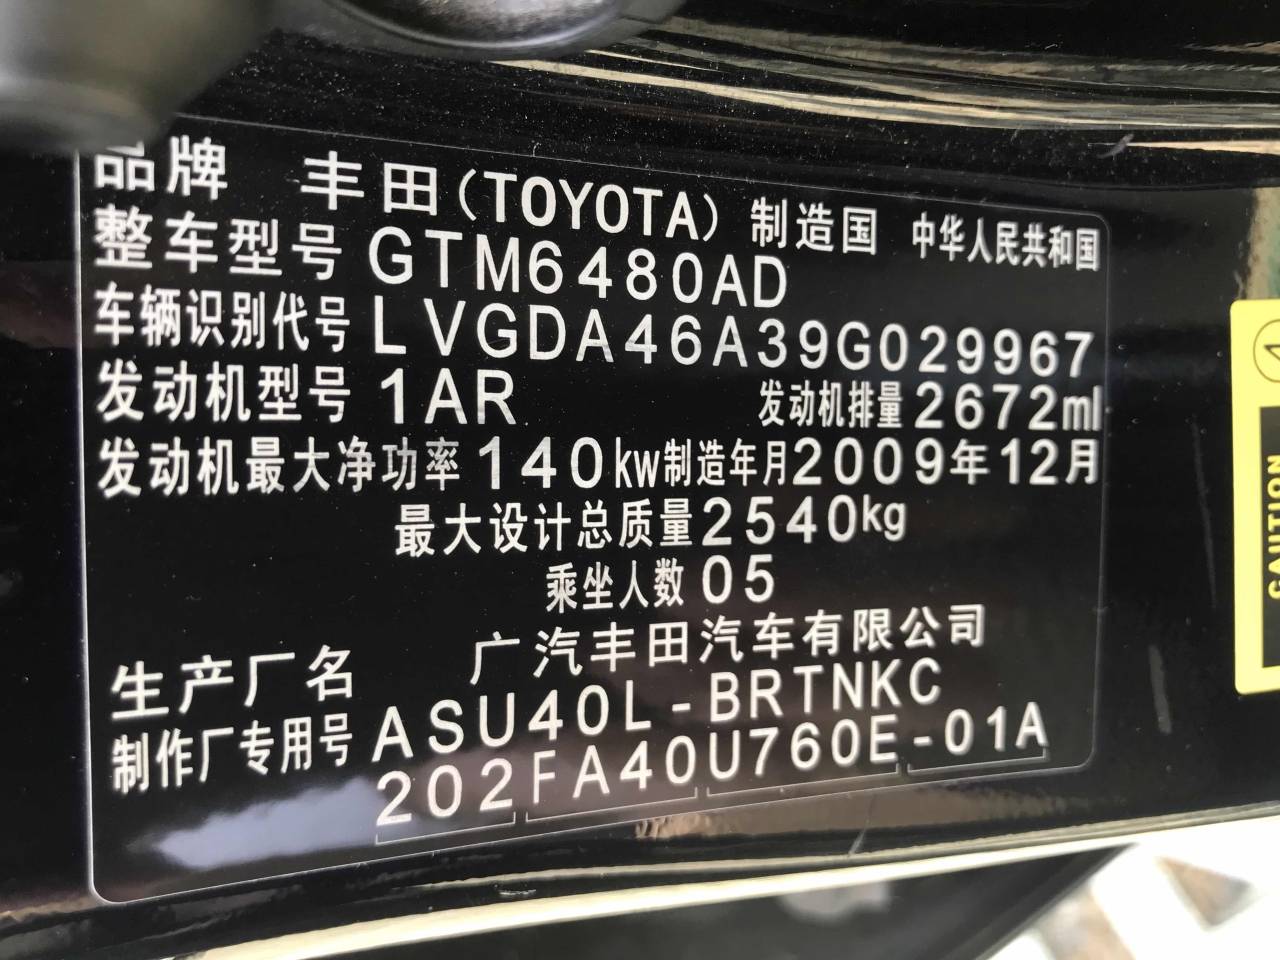 品牌 丰田(TOYOTA) 制造国 中华人民共和国
整车型号 GTM6480AD
车辆识别代号 LVGDA46A39G029967
发动机型号 1AR 发动机排量 2672ml
发动机最大净功率 140kw 制造年月 2009年12月
最大设计总质量 2540kg
乘坐人数 05
生产厂名 广汽丰田汽车有限公司
制作厂专用号 ASU40L-BRTNKC
202FA40U760E-01A
CAUTION